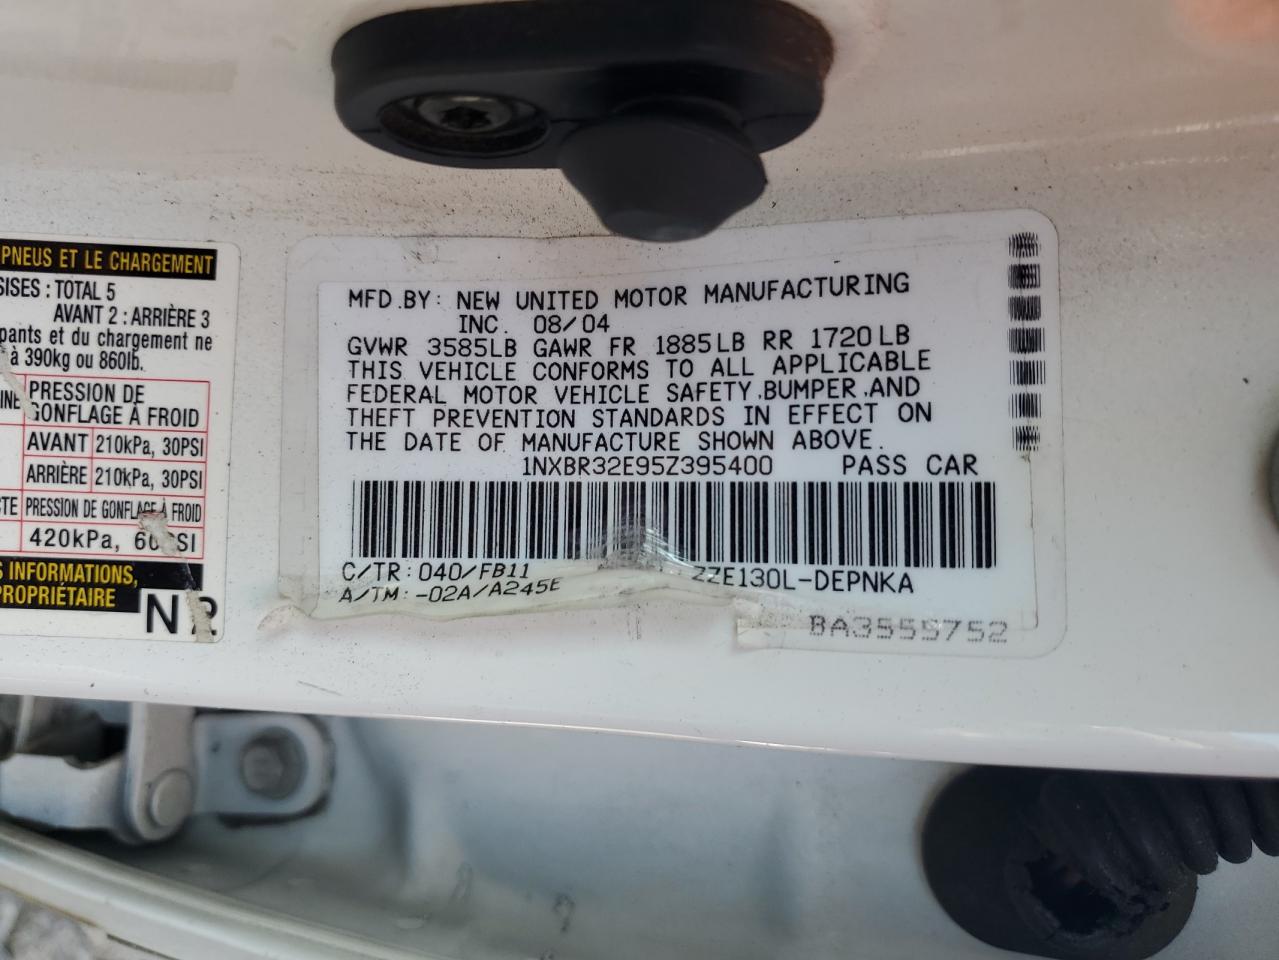 PNEUS ET LE CHARGEMENT
SISES : TOTAL 5
AVANT 2 : ARRIÈRE 3
pants et du chargement ne
à 390kg ou 860lb.
PRESSION DE
GONFLAGE À FROID
AVANT 210kPa, 30PSI
ARRIÈRE 210kPa, 30PSI
CTE PRESSION DE GONFLAGE À FROID
420kPa, 60PSI
S INFORMATIONS,
PROPRIÉTAIRE
N2
MFD.BY: NEW UNITED MOTOR MANUFACTURING
INC. 08/04
GVWR 3585LB GAWR FR 1885LB RR 1720LB
THIS VEHICLE CONFORMS TO ALL APPLICABLE
FEDERAL MOTOR VEHICLE SAFETY,BUMPER,AND
THEFT PREVENTION STANDARDS IN EFFECT ON
THE DATE OF MANUFACTURE SHOWN ABOVE.
1NXBR32E95Z395400 PASS CAR
C/TR: 040/FB11 ZZE130L-DEPNKA
A/TM: -02A/A245E
BA3555752